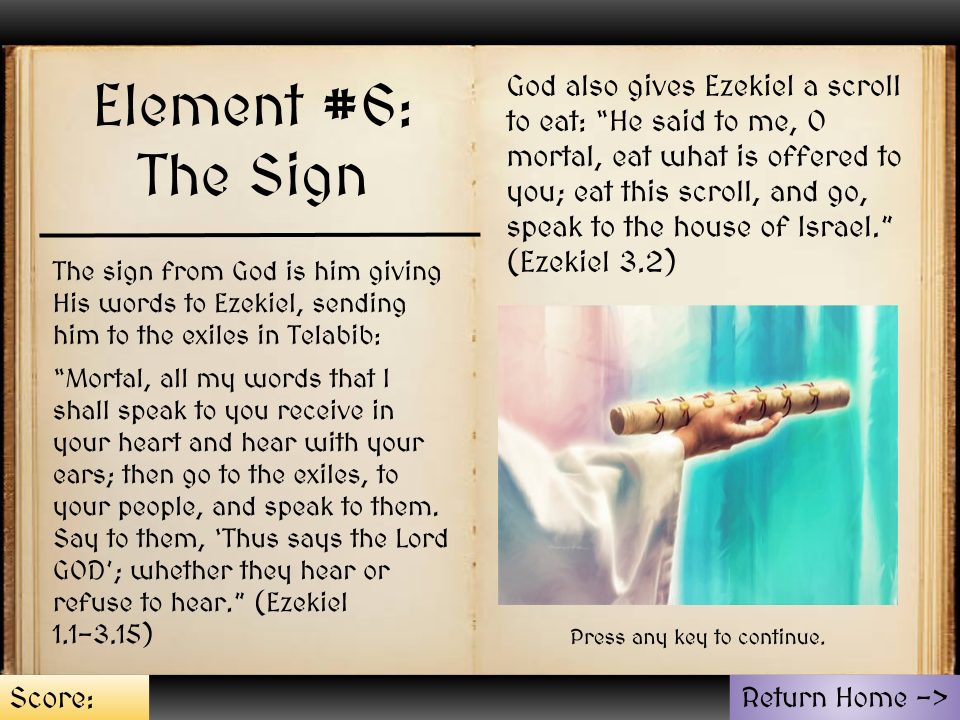 Element #6:
The Sign
The sign from God is him giving
His words to Ezekiel, sending
him to the exiles in Telabib:
“Mortal, all my words that I
shall speak to you receive in
your heart and hear with your
ears; then go to the exiles, to
your people, and speak to them.
Say to them, ‘Thus says the Lord
GOD’; whether they hear or
refuse to hear.” (Ezekiel
1.1-3.15)
God also gives Ezekiel a scroll
to eat: “He said to me, O
mortal, eat what is offered to
you; eat this scroll, and go,
speak to the house of Israel.”
(Ezekiel 3.2)
Press any key to continue.
Score:
Return Home ->